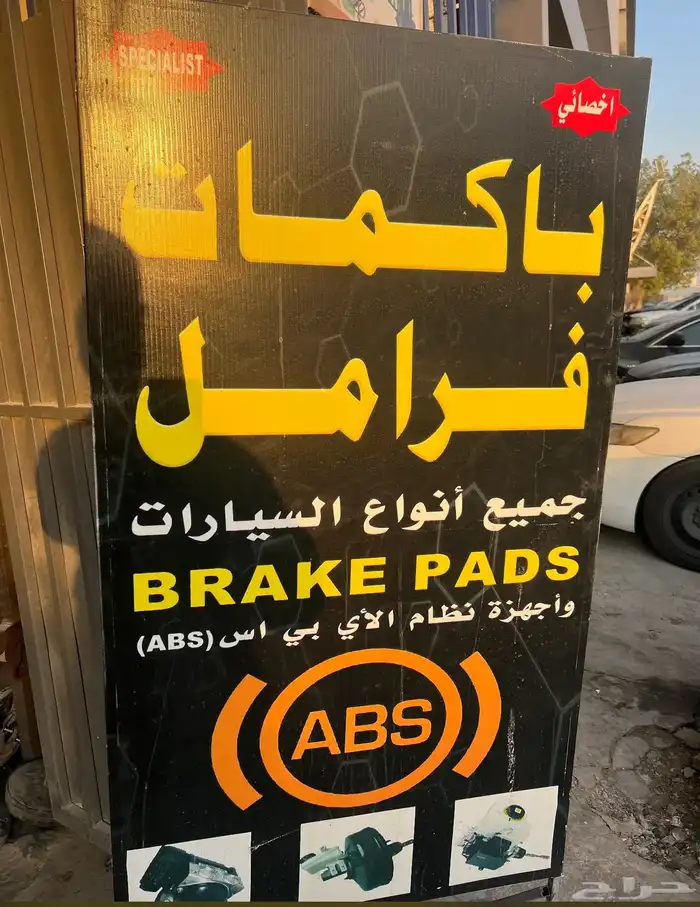 SPECIALIST
اخصائي
باكمات
فرامل
جميع أنواع السيارات
BRAKE PADS
وأجهزة نظام الأي بي اس (ABS)
ABS
حراج